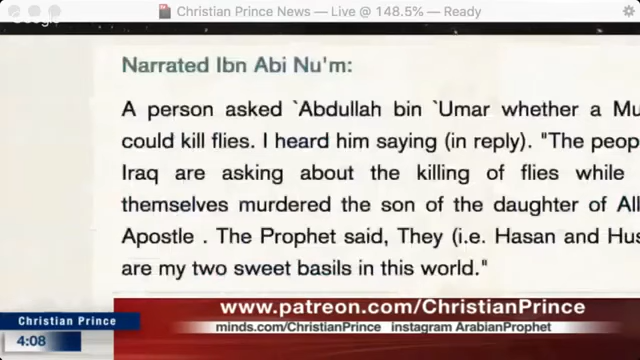 Christian Prince News — Live @ 148.5% — Ready
Narrated Ibn Abi Nu'm:
A person asked `Abdullah bin `Umar whether a Mu
could kill flies. I heard him saying (in reply). "The peop
Iraq are asking about the killing of flies while
themselves murdered the son of the daughter of All
Apostle . The Prophet said, They (i.e. Hasan and Hus
are my two sweet basils in this world."
www.patreon.com/ChristianPrince
Christian Prince
minds.com/ChristianPrince instagram ArabianProphet
4:08